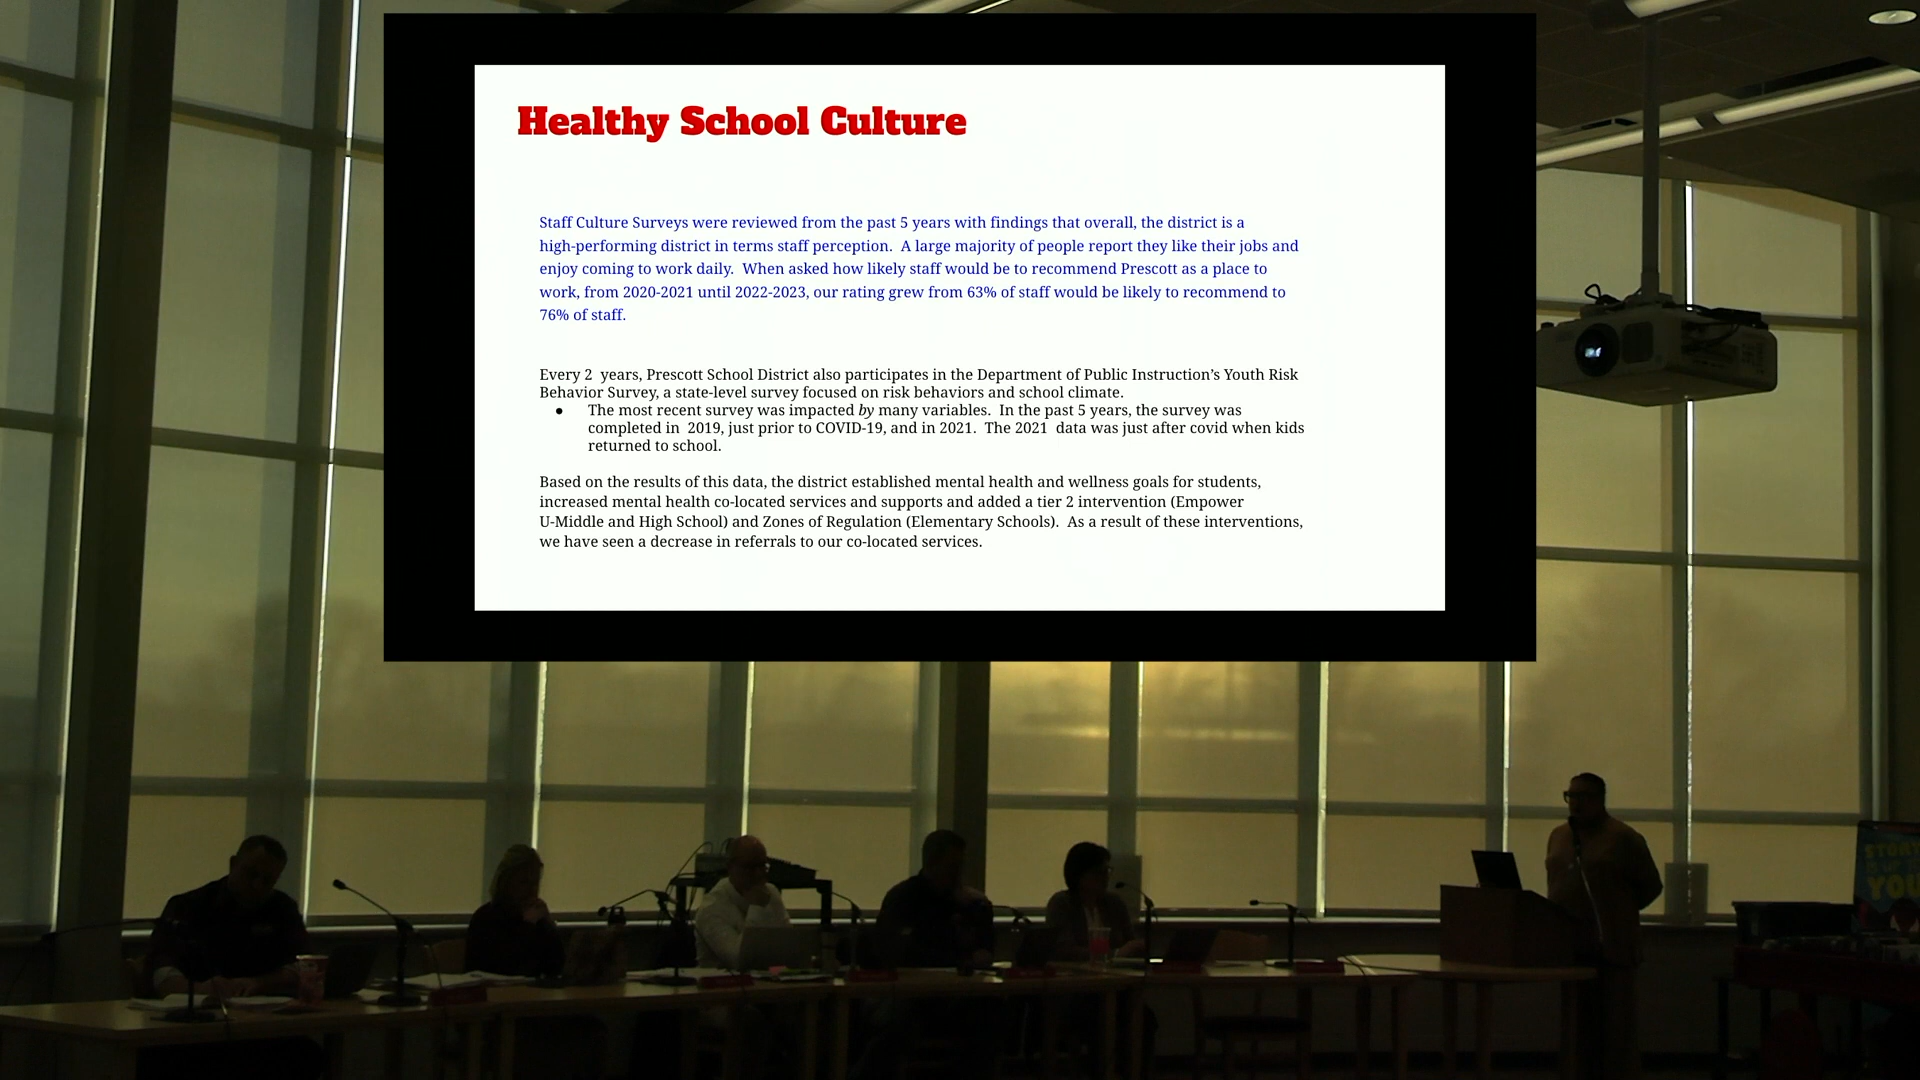 Healthy School Culture
Staff Culture Surveys were reviewed from the past 5 years with findings that overall, the district is a
high-performing district in terms staff perception.  A large majority of people report they like their jobs and
enjoy coming to work daily.  When asked how likely staff would be to recommend Prescott as a place to
work, from 2020-2021 until 2022-2023, our rating grew from 63% of staff would be likely to recommend to
76% of staff.
Every 2  years, Prescott School District also participates in the Department of Public Instruction’s Youth Risk
Behavior Survey, a state-level survey focused on risk behaviors and school climate.
● The most recent survey was impacted by many variables.  In the past 5 years, the survey was
completed in  2019, just prior to COVID-19, and in 2021.  The 2021  data was just after covid when kids
returned to school.
Based on the results of this data, the district established mental health and wellness goals for students,
increased mental health co-located services and supports and added a tier 2 intervention (Empower
U-Middle and High School) and Zones of Regulation (Elementary Schools).  As a result of these interventions,
we have seen a decrease in referrals to our co-located services.
YOU